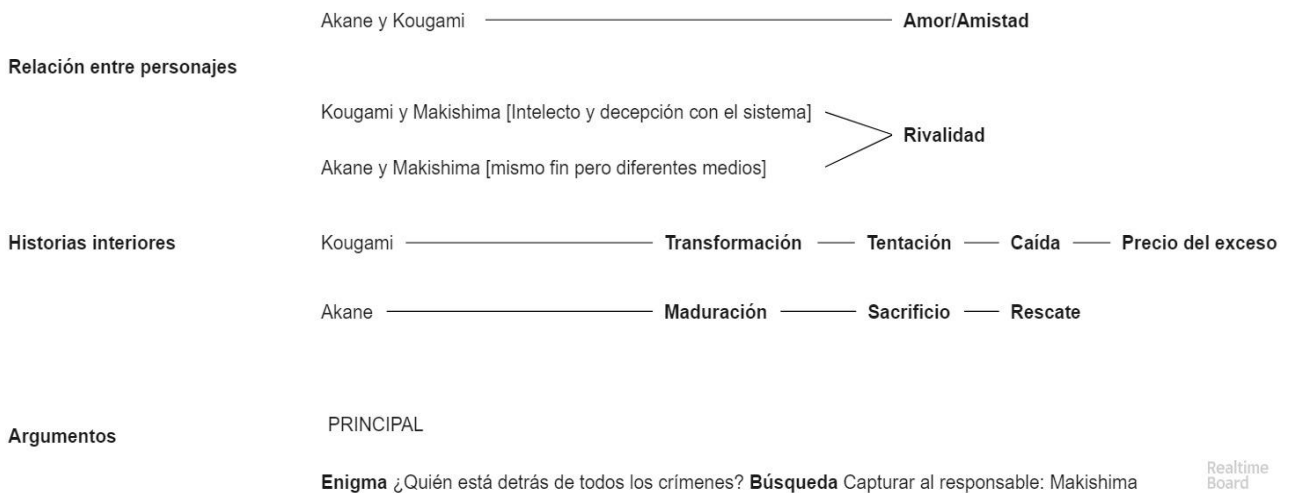 Akane y Kougami Amor/Amistad
Relación entre personajes
Kougami y Makishima [Intelecto y decepción con el sistema]
Rivalidad
Akane y Makishima [mismo fin pero diferentes medios]
Historias interiores Kougami Transformación Tentación Caída Precio del exceso
Akane Maduración Sacrificio Rescate
PRINCIPAL
Argumentos
Enigma ¿Quién está detrás de todos los crímenes? Búsqueda Capturar al responsable: Makishima
Realtime
Board